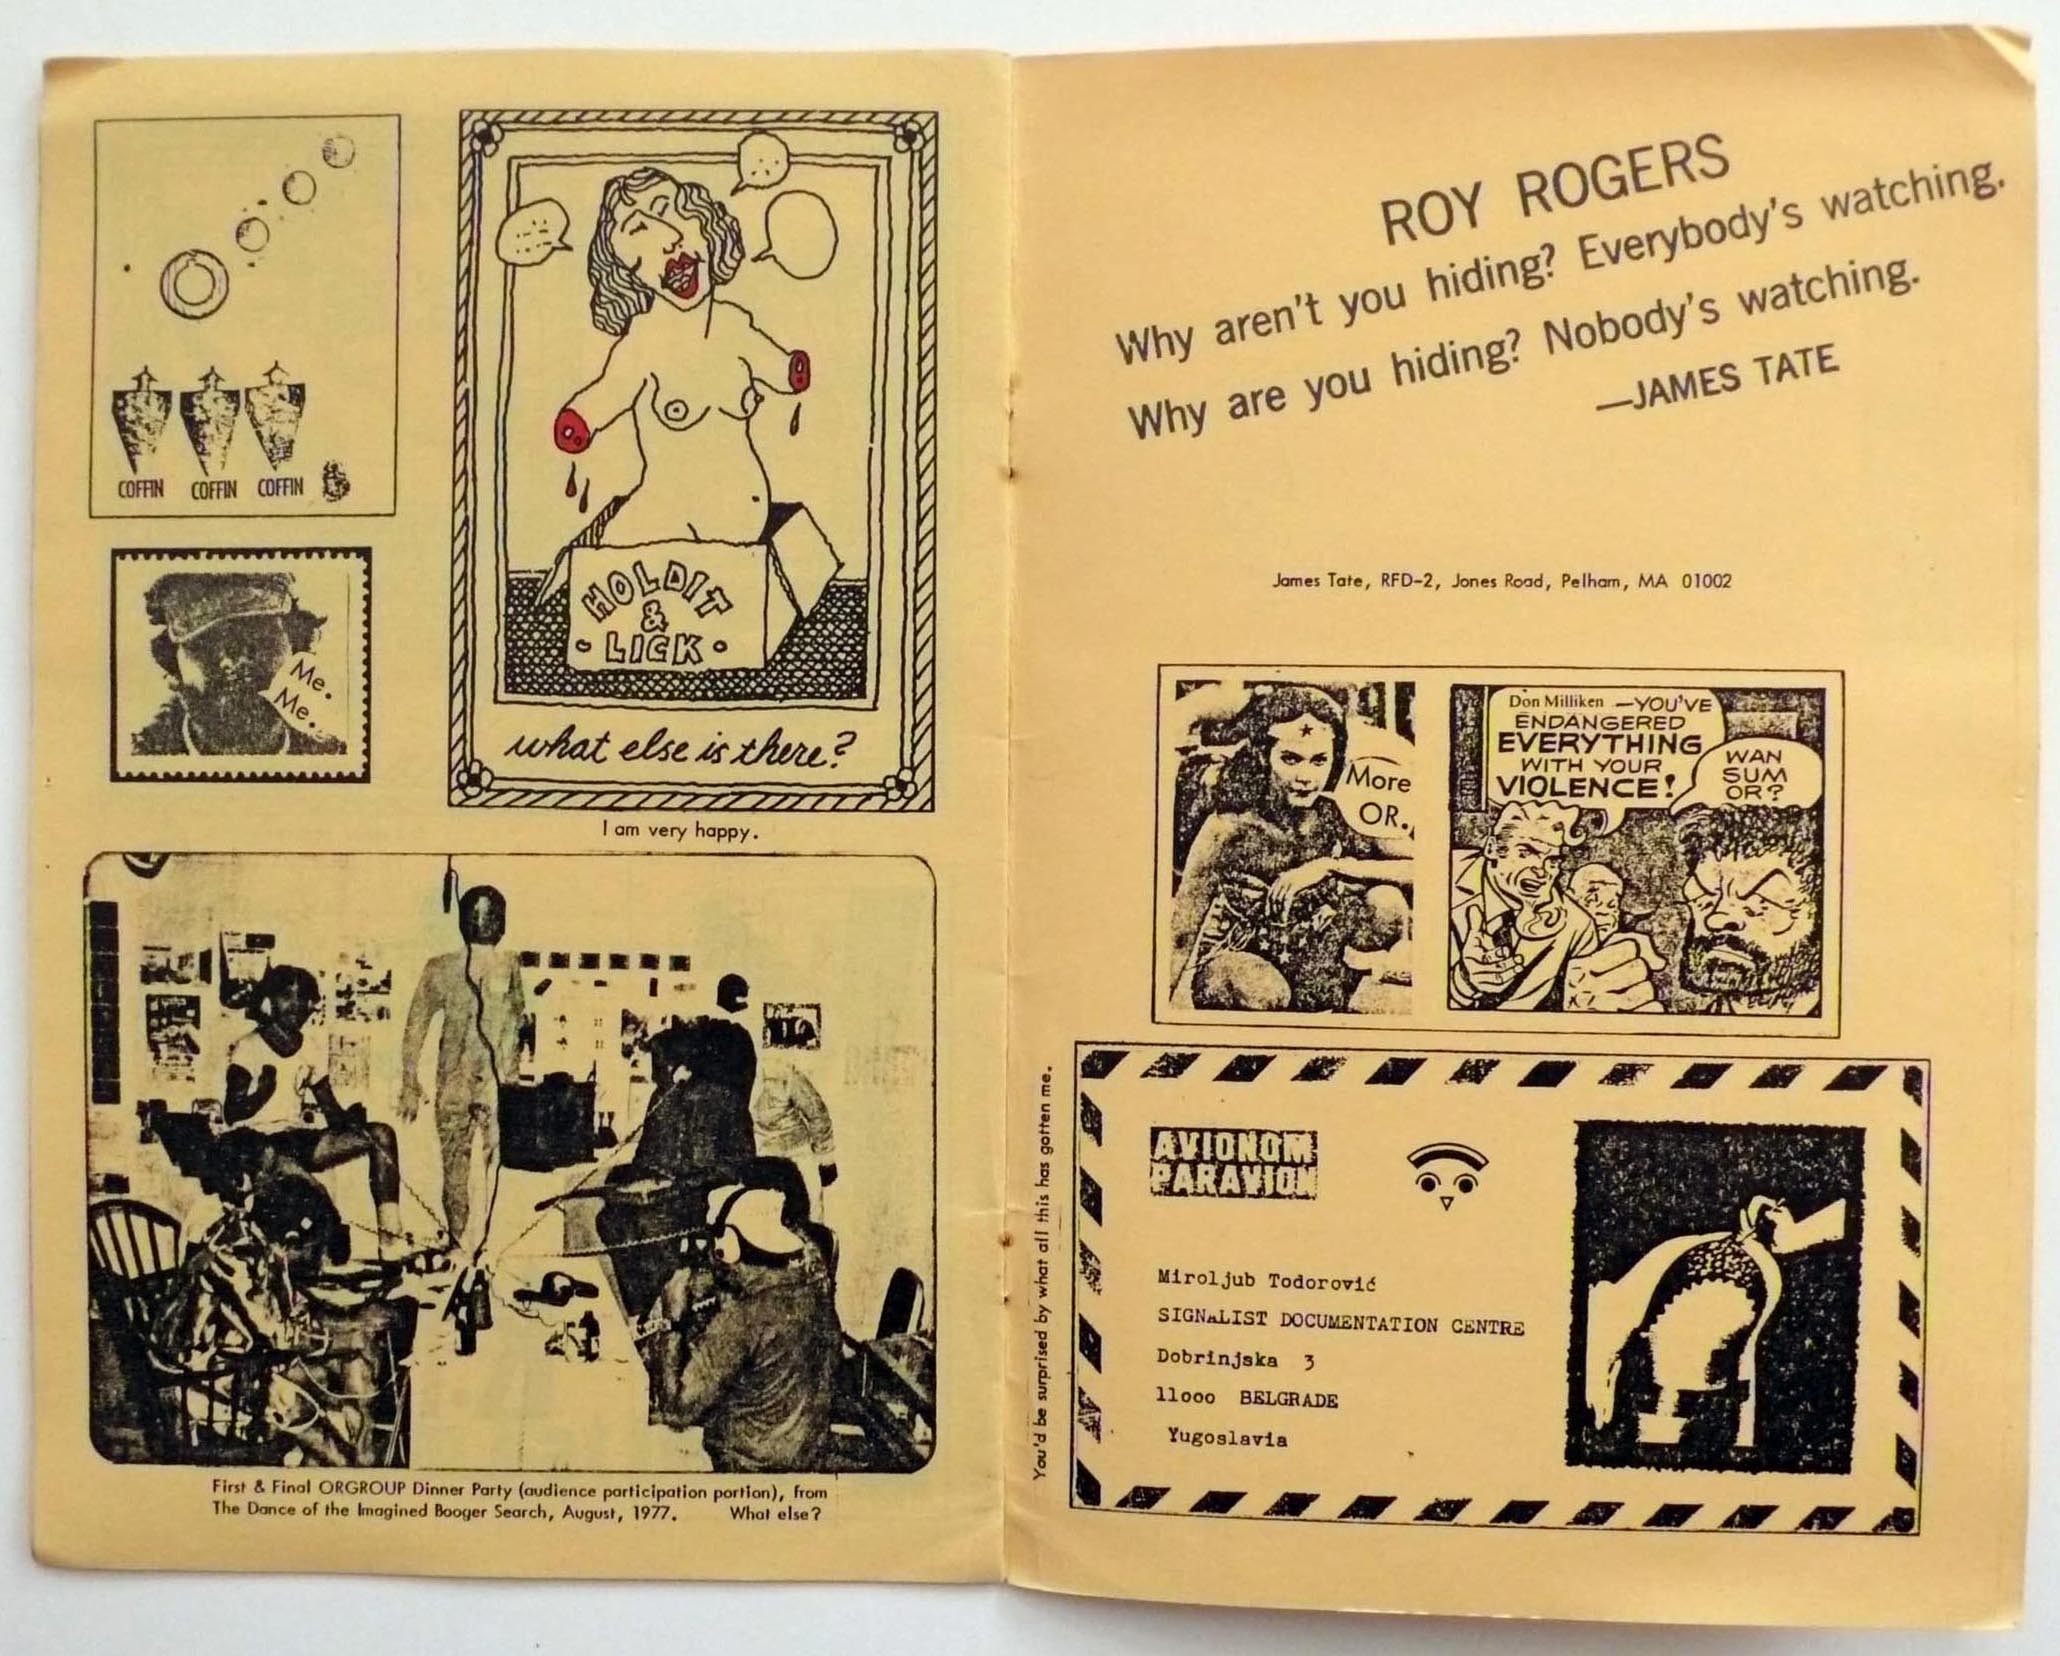 COFFIN COFFIN COFFIN
Me.
Me.
HOLDIT
&
LICK
what else is there?
I am very happy.
First & Final ORGROUP Dinner Party (audience participation portion), from
The Dance of the Imagined Booger Search, August, 1977. What else?
ROY ROGERS
Why aren't you hiding? Everybody's watching.
Why are you hiding? Nobody's watching.
—JAMES TATE
James Tate, RFD-2, Jones Road, Pelham, MA 01002
More
OR.
Don Milliken —YOU'VE
ENDANGERED
EVERYTHING
WITH YOUR
VIOLENCE!
WAN
SUM
OR?
You'd be surprised by what all this has gotten me.
AVIONOM
PARAVION
Miroljub Todorović
SIGNALIST DOCUMENTATION CENTRE
Dobrinjska 3
11000 BELGRADE
Yugoslavia